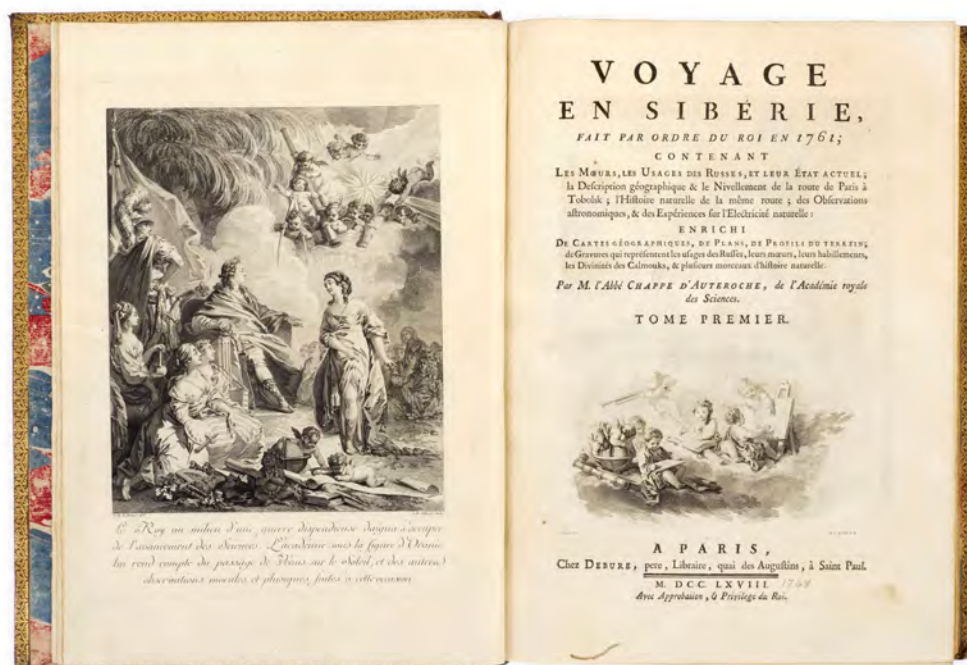 Le Roy au milieu d'une guerre dispendieuse daigna s'occuper
de l'avancement des Sciences. L'académie sous la figure d'Uranie
lui rend compte du passage de Vénus sur le Soleil, et des autres
observations morales, et phisiques, faites a cette occasion
VOYAGE
EN SIBÉRIE,
FAIT PAR ORDRE DU ROI EN 1761;
CONTENANT
LES MŒURS, LES USAGES DES RUSSES, ET LEUR ÉTAT ACTUEL;
la Description géographique & le Nivellement de la route de Paris à
Tobolsk; l'Histoire naturelle de la même route; des Observations
astronomiques, & des Expériences sur l'Electricité naturelle:
ENRICHI
DE CARTES GÉOGRAPHIQUES, DE PLANS, DE PROFILS DU TERREIN;
de Gravures qui représentent les usages des Russes, leurs mœurs, leurs habillements,
les Divinités des Calmouks, & plusieurs morceaux d'histoire naturelle.
Par M. l'Abbé CHAPPE D'AUTEROCHE, de l'Académie royale
des Sciences.
TOME PREMIER.
A PARIS,
Chez DEBURE, pere, Libraire, quai des Augustins, à Saint Paul.
M. DCC. LXVIII. 1768
Avec Approbation, & Privilege du Roi.